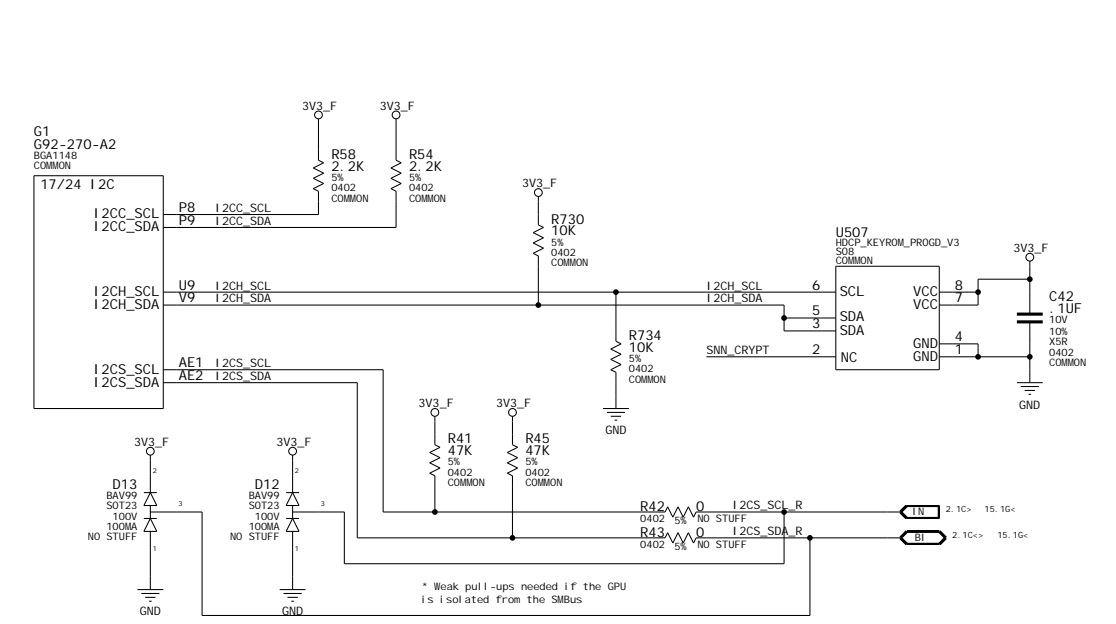 3V3_F
3V3_F
G1
G92-270-A2
BGA1148
COMMON
R58
2.2K
5%
0402
COMMON
R54
2.2K
5%
0402
COMMON
17/24 I2C
I2CC_SCL
P8
I2CC_SCL
I2CC_SDA
P9
I2CC_SDA
3V3_F
R730
10K
5%
0402
COMMON
U507
HDCP_KEYROM_PROGD_V3
SO8
COMMON
3V3_F
I2CH_SCL
U9
I2CH_SCL
I2CH_SCL
6
SCL
VCC
8
I2CH_SDA
V9
I2CH_SDA
I2CH_SDA
VCC
7
5
SDA
3
SDA
C42
.1UF
10V
10%
X5R
0402
COMMON
R734
10K
5%
0402
COMMON
GND
4
SNN_CRYPT
2
NC
GND
1
GND
GND
I2CS_SCL
AE1
I2CS_SCL
I2CS_SDA
AE2
I2CS_SDA
3V3_F
3V3_F
R41
47K
5%
0402
COMMON
R45
47K
5%
0402
COMMON
3V3_F
3V3_F
2
2
D13
BAV99
SOT23
100V
100MA
NO STUFF
3
1
D12
BAV99
SOT23
100V
100MA
NO STUFF
3
1
R42
0
I2CS_SCL_R
0402
5%
NO STUFF
IN
2.1C> 15.1G<
R43
0
I2CS_SDA_R
0402
5%
NO STUFF
BI
2.1C<> 15.1G<
* Weak pull-ups needed if the GPU
is isolated from the SMBus
GND
GND